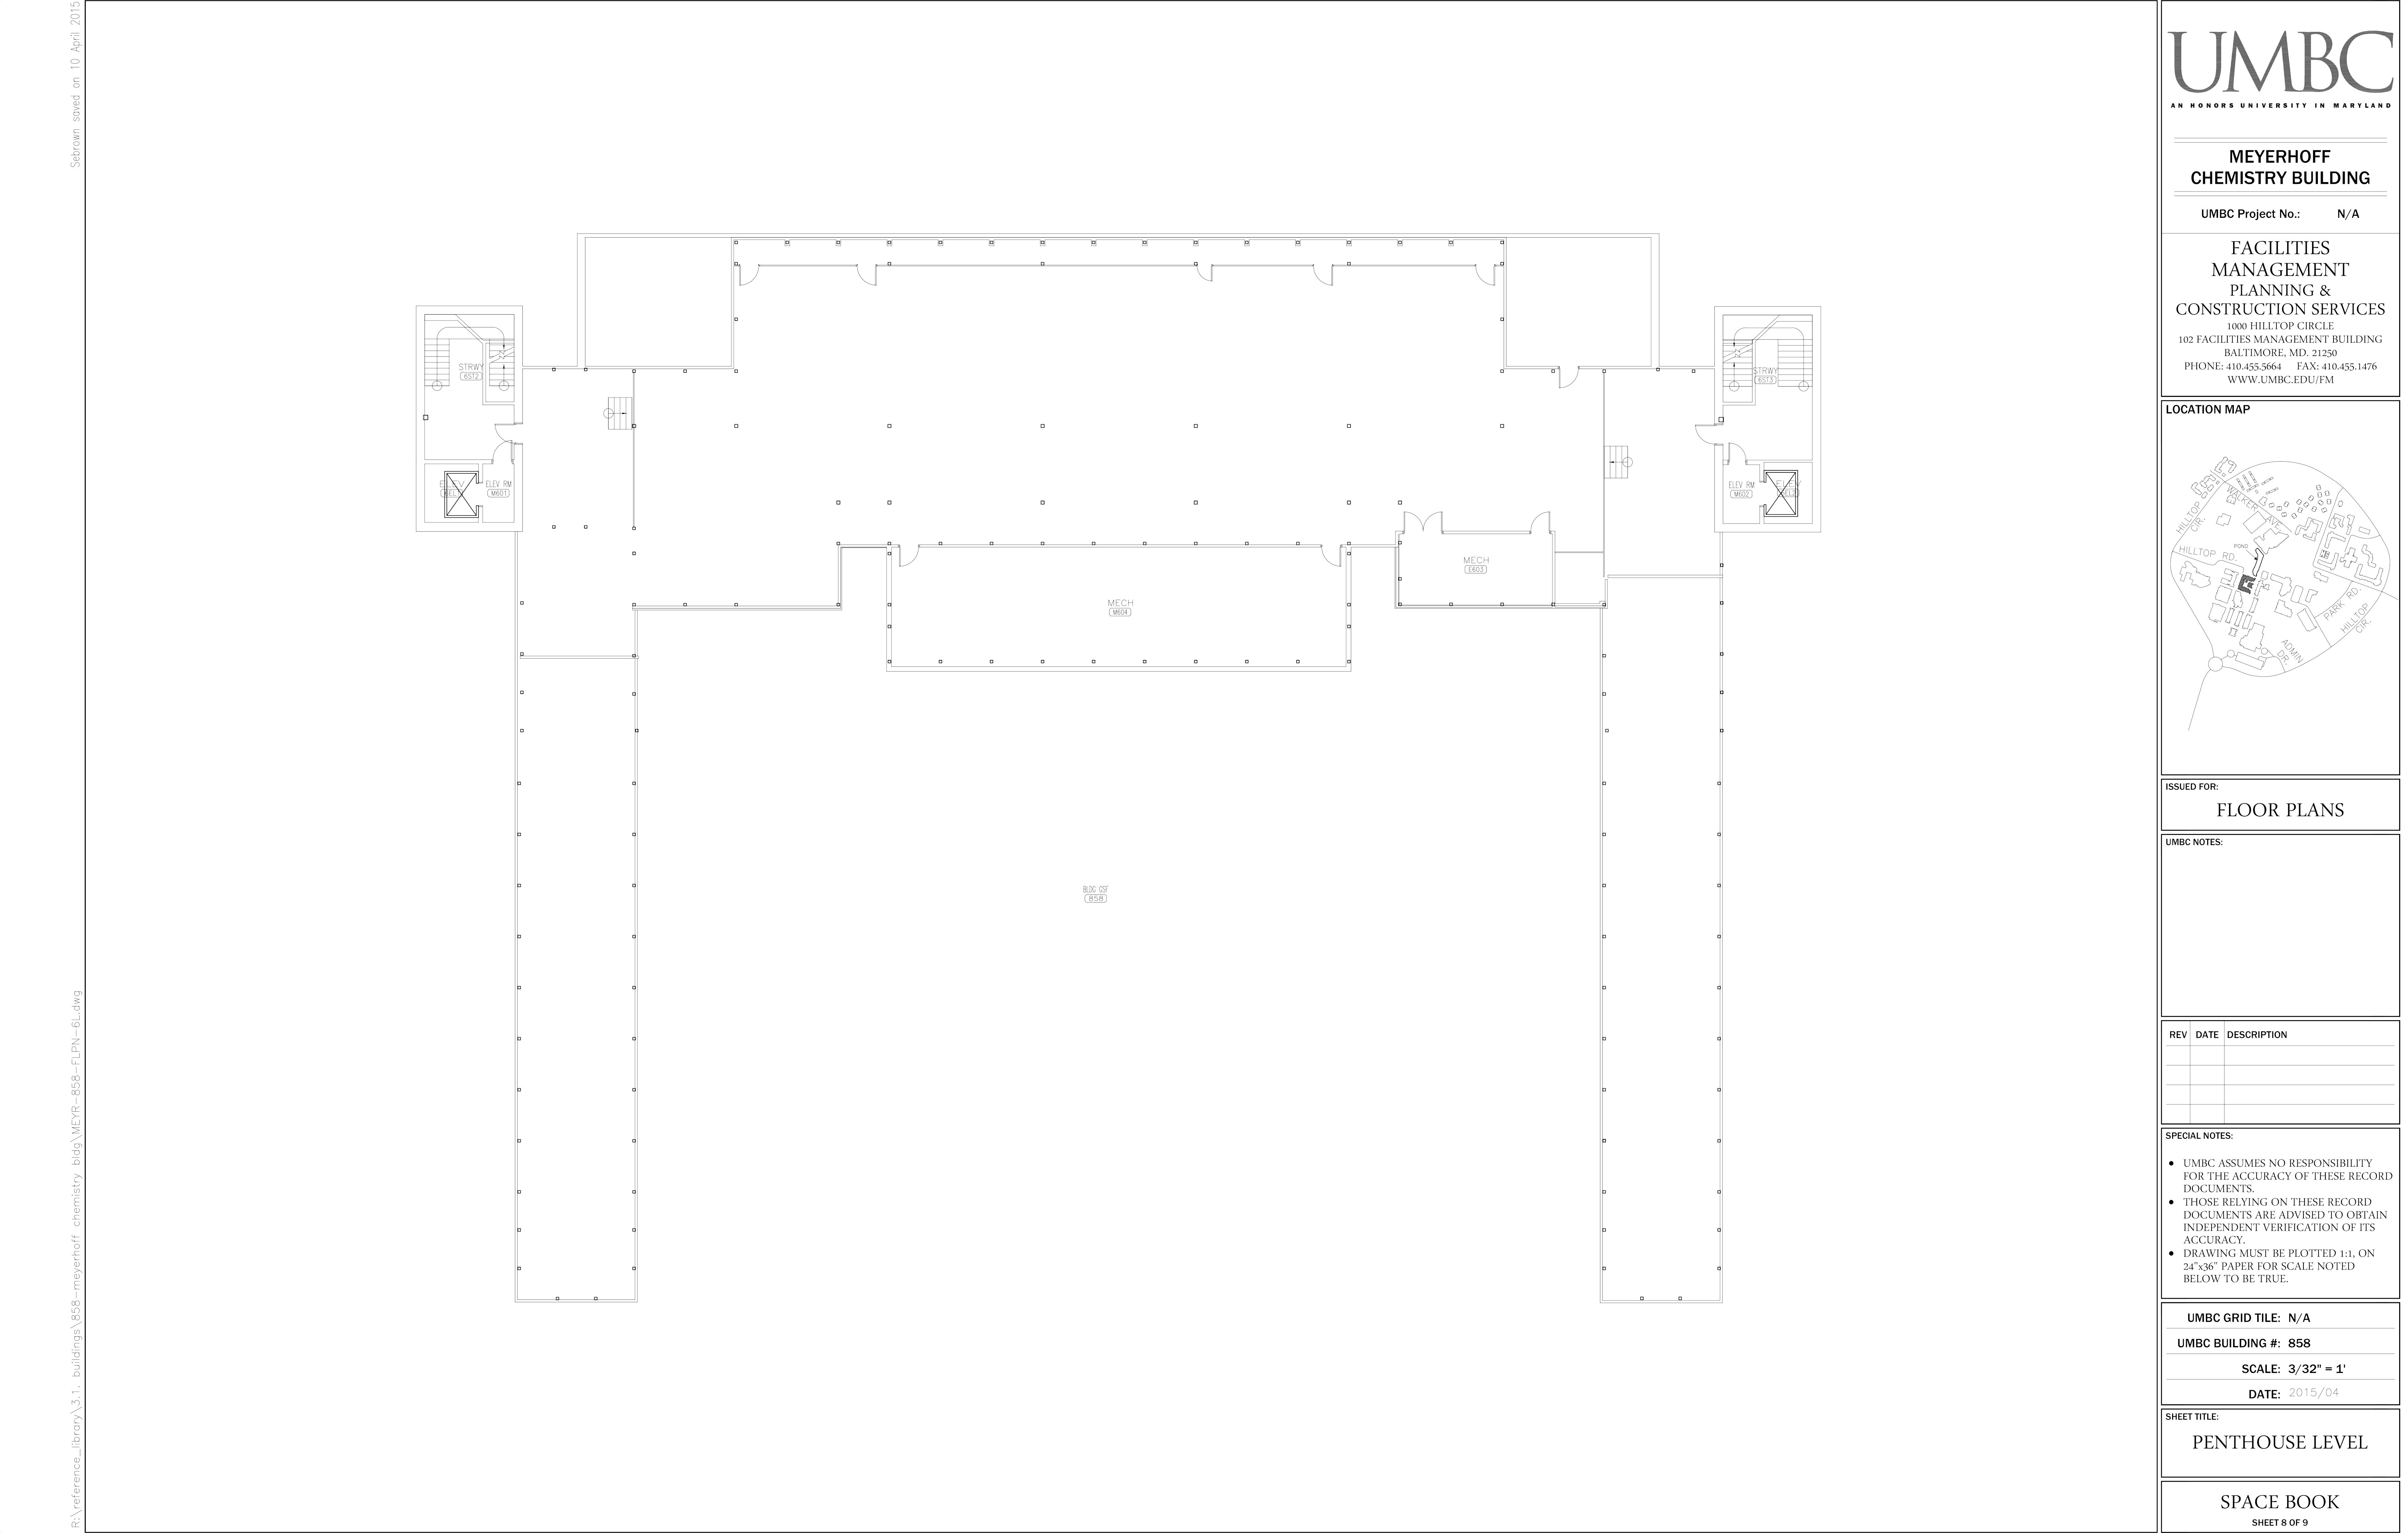 Sebrown saved on 10 April 2015
R:\reference_library\3.1. buildings\858-meyerhoff chemistry bldg\MEYR-858-FLPN-6L.dwg
STRWY
6ST2
ELEV
ELEV RM
M601
STRWY
6ST3
ELEV RM
M602
ELEV
MECH
E603
MECH
M604
BLDG GSF
858
UMBC
AN HONORS UNIVERSITY IN MARYLAND
MEYERHOFF
CHEMISTRY BUILDING
UMBC Project No.: N/A
FACILITIES
MANAGEMENT
PLANNING &
CONSTRUCTION SERVICES
1000 HILLTOP CIRCLE
102 FACILITIES MANAGEMENT BUILDING
BALTIMORE, MD. 21250
PHONE: 410.455.5664 FAX: 410.455.1476
WWW.UMBC.EDU/FM
LOCATION MAP
HILLTOP
CIR.
WALKER AVE.
POND
HILLTOP RD.
PARK RD.
HILLTOP
CIR.
ADMIN
DR.
ISSUED FOR:
FLOOR PLANS
UMBC NOTES:
REV DATE DESCRIPTION
SPECIAL NOTES:
● UMBC ASSUMES NO RESPONSIBILITY
FOR THE ACCURACY OF THESE RECORD
DOCUMENTS.
● THOSE RELYING ON THESE RECORD
DOCUMENTS ARE ADVISED TO OBTAIN
INDEPENDENT VERIFICATION OF ITS
ACCURACY.
● DRAWING MUST BE PLOTTED 1:1, ON
24"x36" PAPER FOR SCALE NOTED
BELOW TO BE TRUE.
UMBC GRID TILE: N/A
UMBC BUILDING #: 858
SCALE: 3/32" = 1'
DATE: 2015/04
SHEET TITLE:
PENTHOUSE LEVEL
SPACE BOOK
SHEET 8 OF 9